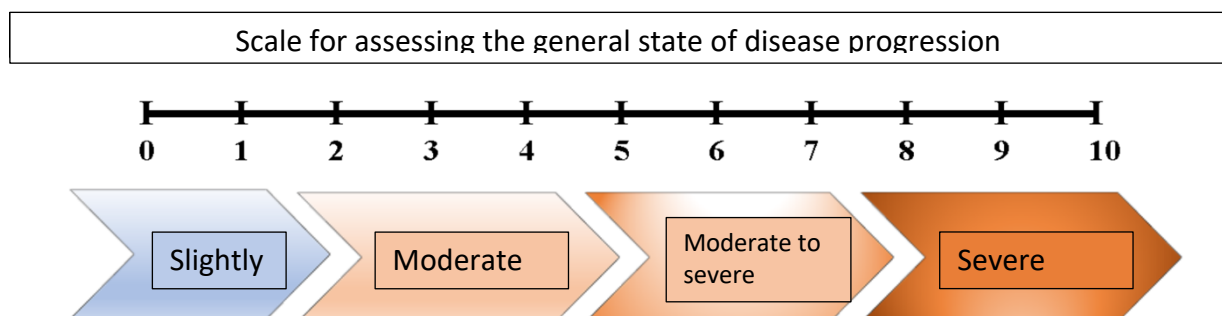 Scale for assessing the general state of disease progression
0 1 2 3 4 5 6 7 8 9 10
Slightly
Moderate
Moderate to
severe
Severe